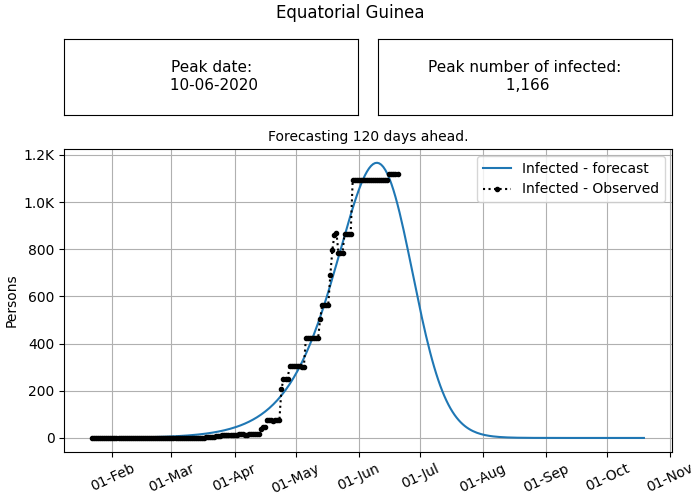 Equatorial Guinea
Peak date:
10-06-2020
Peak number of infected:
1,166
Forecasting 120 days ahead.
Infected - forecast
Infected - Observed
Persons
1.2K
1.0K
800
600
400
200
0
01-Feb
01-Mar
01-Apr
01-May
01-Jun
01-Jul
01-Aug
01-Sep
01-Oct
01-Nov